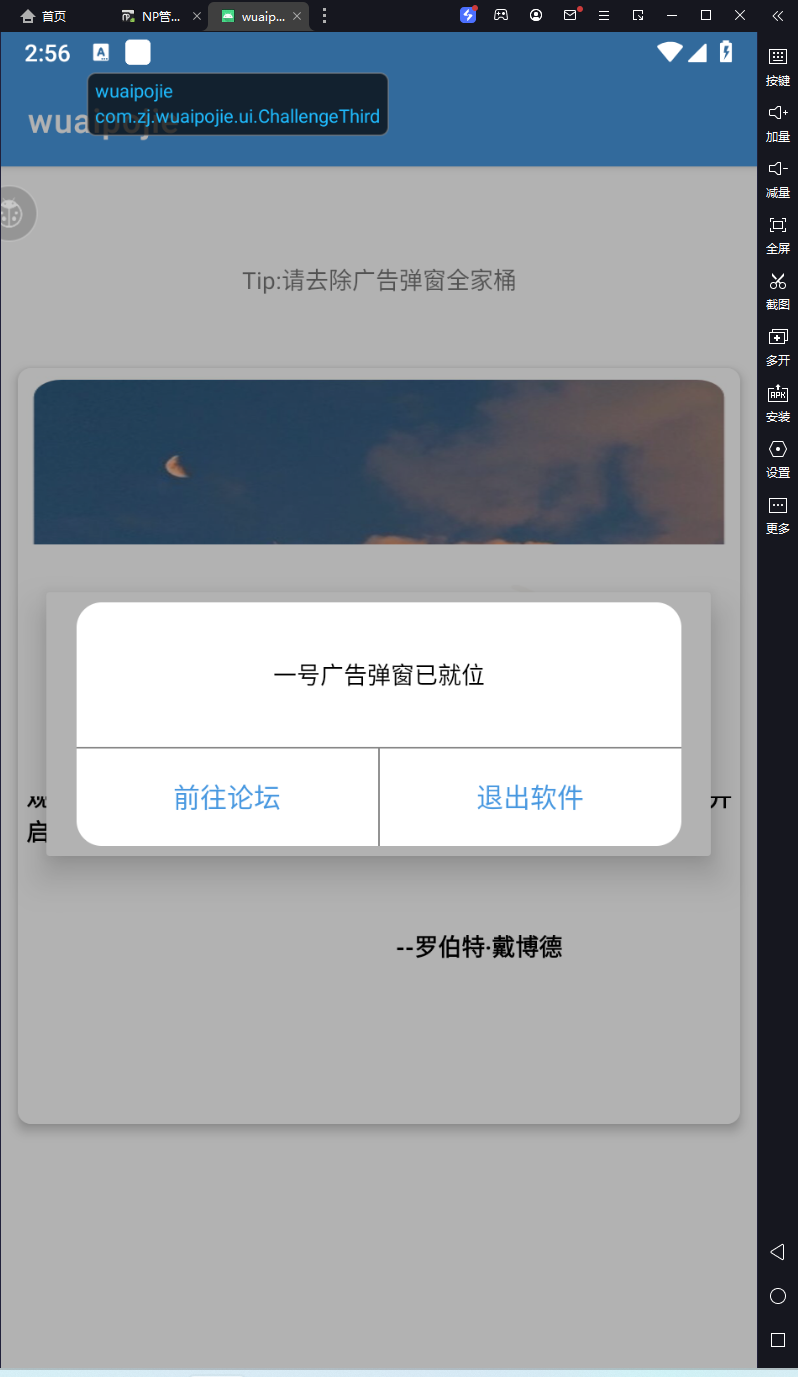 首页
NP管...
wuaip...
2:56
wuaipojie
com.zj.wuaipojie.ui.ChallengeThird
wuaipojie
按键
加量
减量
全屏
截图
多开
安装
设置
更多
Tip:请去除广告弹窗全家桶
一号广告弹窗已就位
前往论坛
退出软件
启
--罗伯特·戴博德